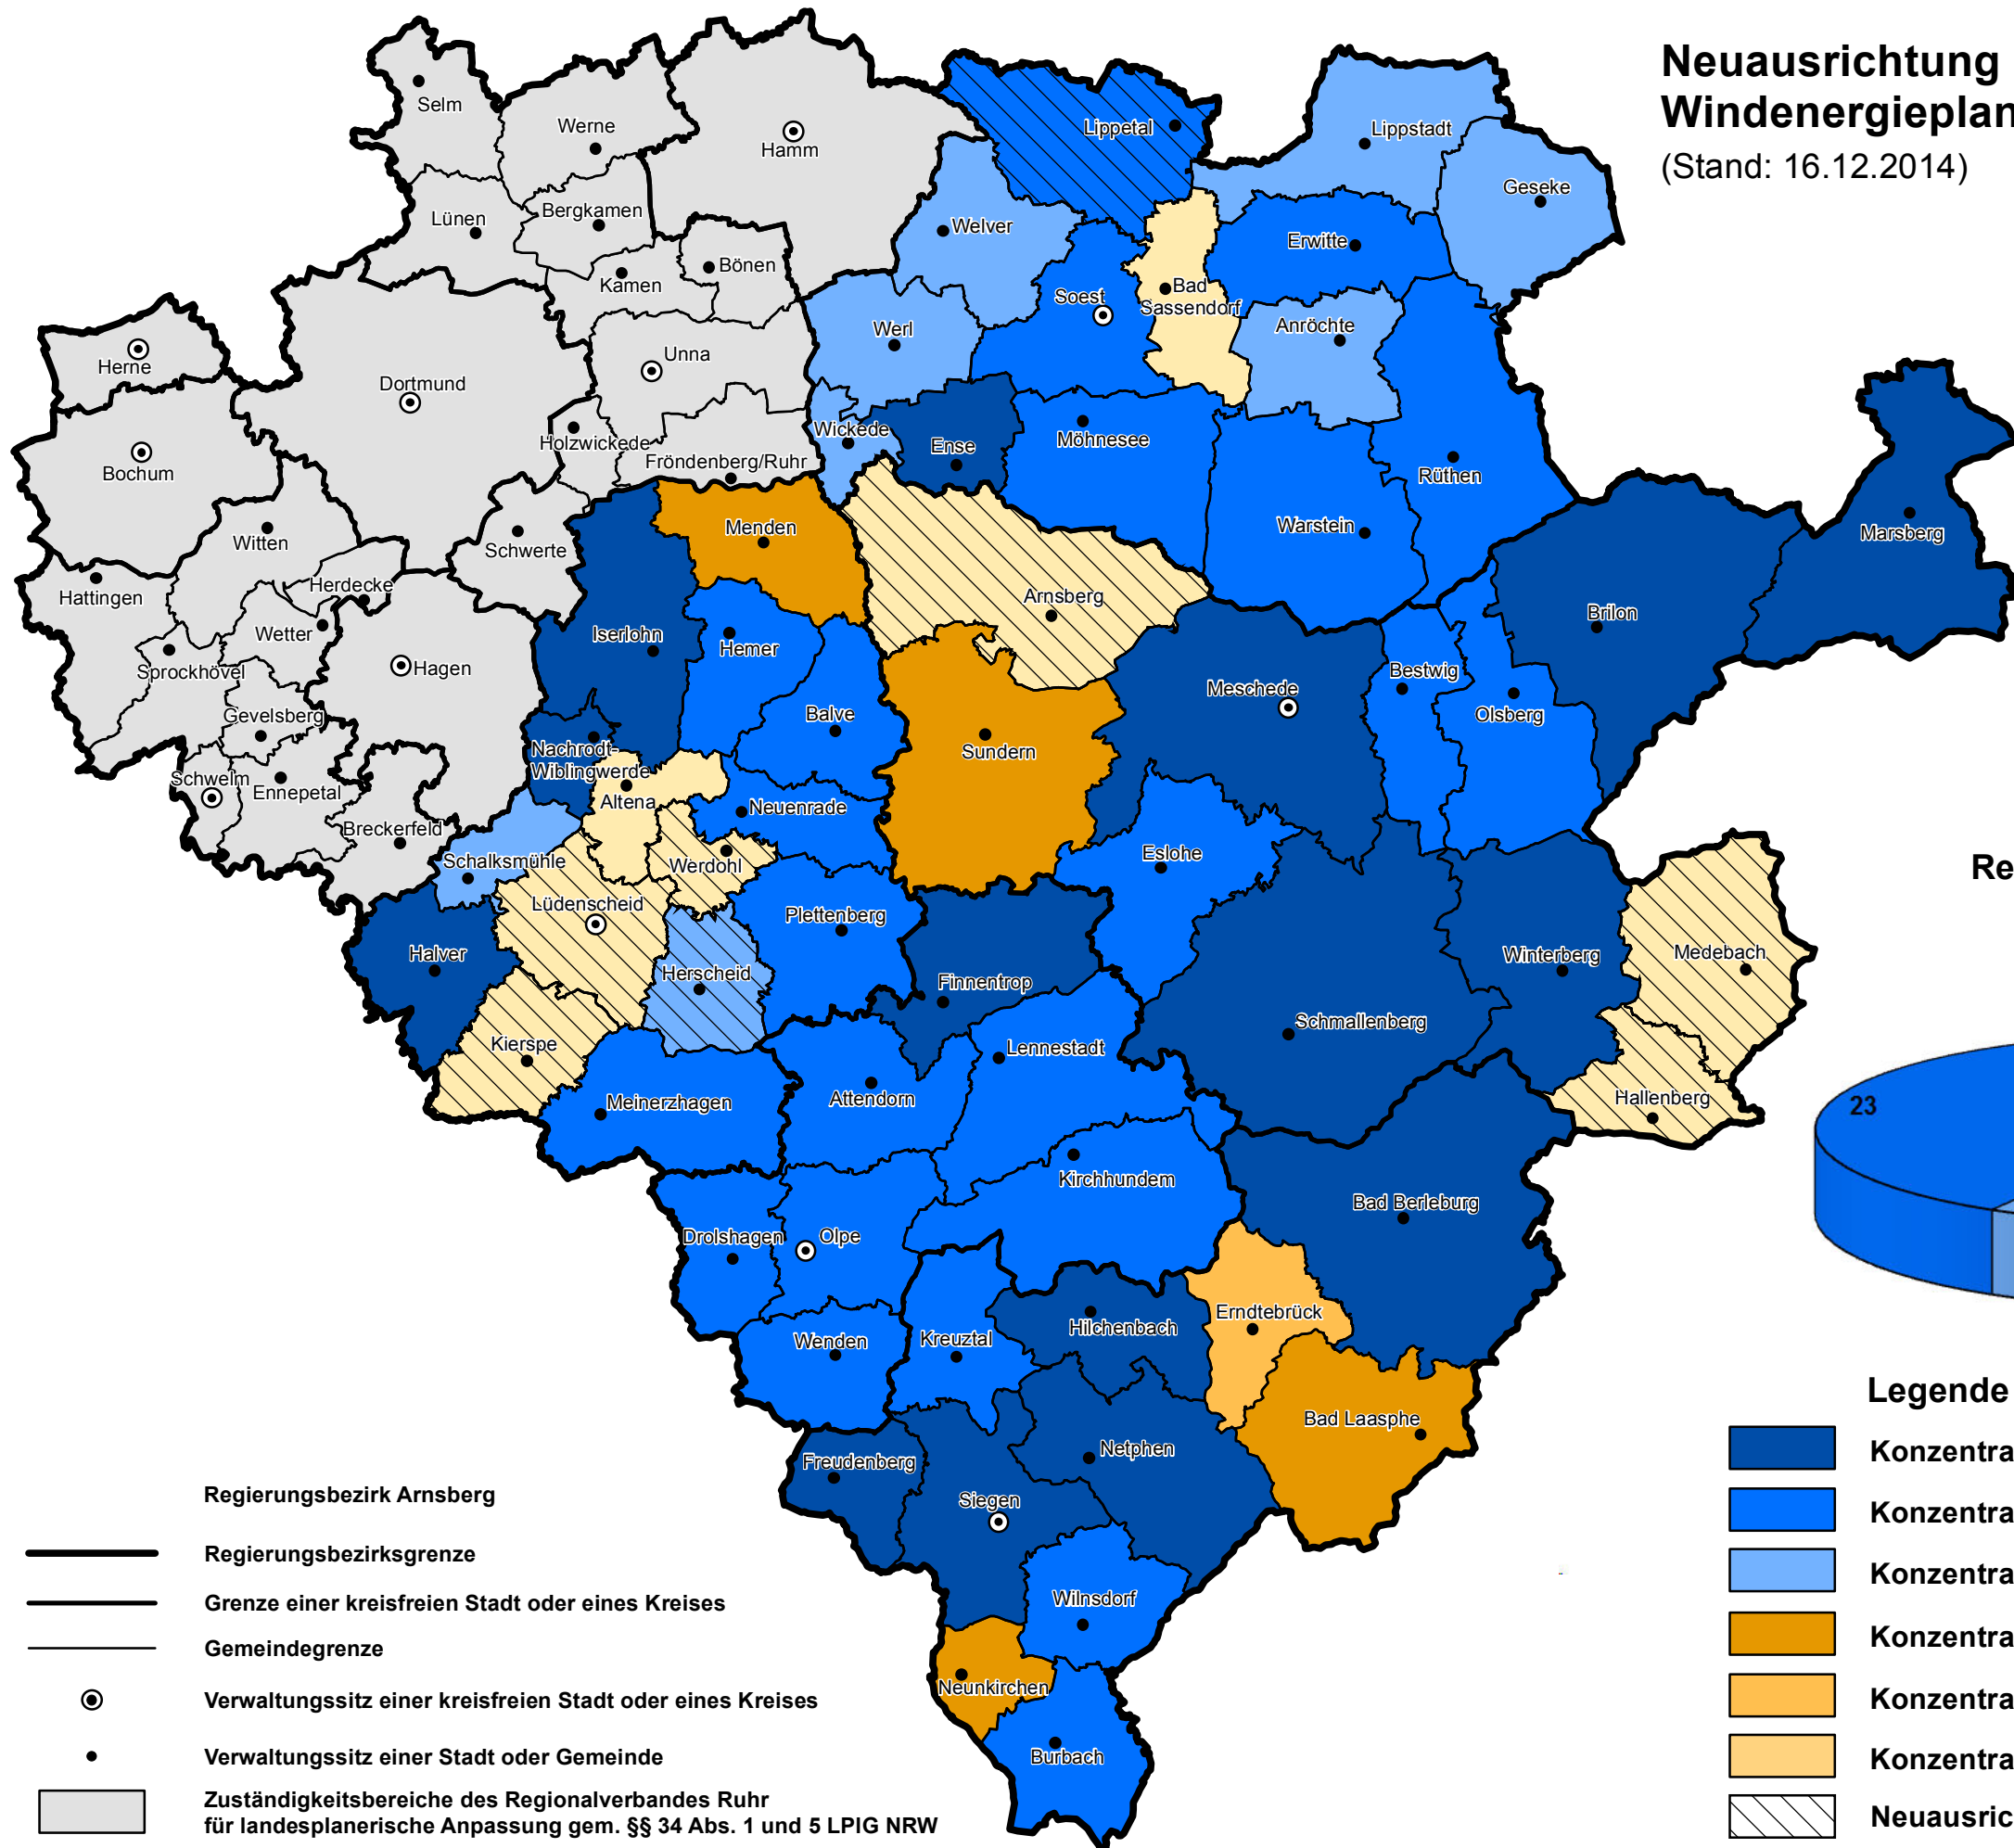 Neuausrichtung
Windenergieplan
(Stand: 16.12.2014)
Selm
Werne
Hamm
Lippetal
Lippstadt
Geseke
Lünen
Bergkamen
Welver
Erwitte
Kamen
Bönen
Soest
Bad
Sassendorf
Anröchte
Werl
Herne
Unna
Dortmund
Wickede
Ense
Möhnesee
Holzwickede
Fröndenberg/Ruhr
Bochum
Rüthen
Warstein
Marsberg
Menden
Witten
Schwerte
Herdecke
Hattingen
Arnsberg
Brilon
Wetter
Iserlohn
Hemer
Sprockhövel
Hagen
Bestwig
Meschede
Olsberg
Gevelsberg
Balve
Sundern
Nachrodt-
Wiblingwerde
Schwelm
Ennepetal
Altena
Neuenrade
Breckerfeld
Schalksmühle
Werdohl
Eslohe
Re
Lüdenscheid
Plettenberg
Halver
Herscheid
Finnentrop
Winterberg
Medebach
Schmallenberg
Kierspe
Lennestadt
Meinerzhagen
Attendorn
Hallenberg
23
Kirchhundem
Bad Berleburg
Drolshagen
Olpe
Erndtebrück
Hilchenbach
Wenden
Kreuztal
Bad Laasphe
Netphen
Freudenberg
Siegen
Wilnsdorf
Neunkirchen
Burbach
Regierungsbezirk Arnsberg
Regierungsbezirksgrenze
Grenze einer kreisfreien Stadt oder eines Kreises
Gemeindegrenze
Verwaltungssitz einer kreisfreien Stadt oder eines Kreises
Verwaltungssitz einer Stadt oder Gemeinde
Zuständigkeitsbereiche des Regionalverbandes Ruhr
für landesplanerische Anpassung gem. §§ 34 Abs. 1 und 5 LPlG NRW
Legende
Konzentra
Konzentra
Konzentra
Konzentra
Konzentra
Konzentra
Neuausric